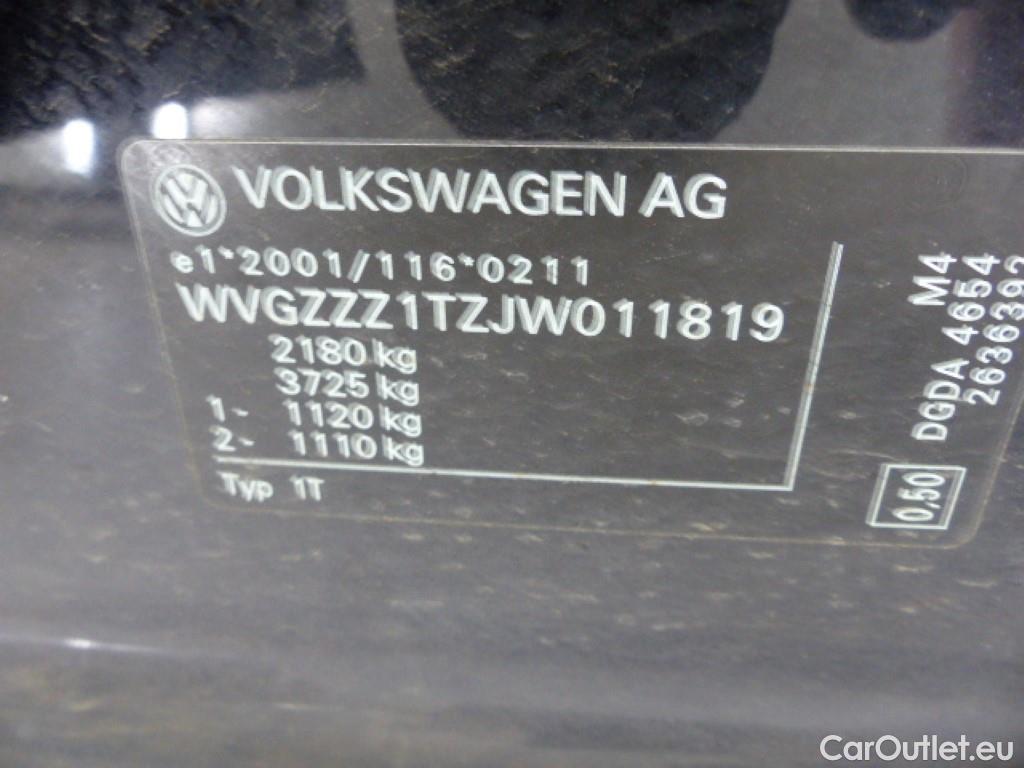 VOLKSWAGEN AG
e1*2001/116*0211
WVGZZZ1TZJW011819
2180 kg
3725 kg
1- 1120 kg
2- 1110 kg
Typ 1T
M4
DGDA 4654
2636392
0,50
CarOutlet.eu